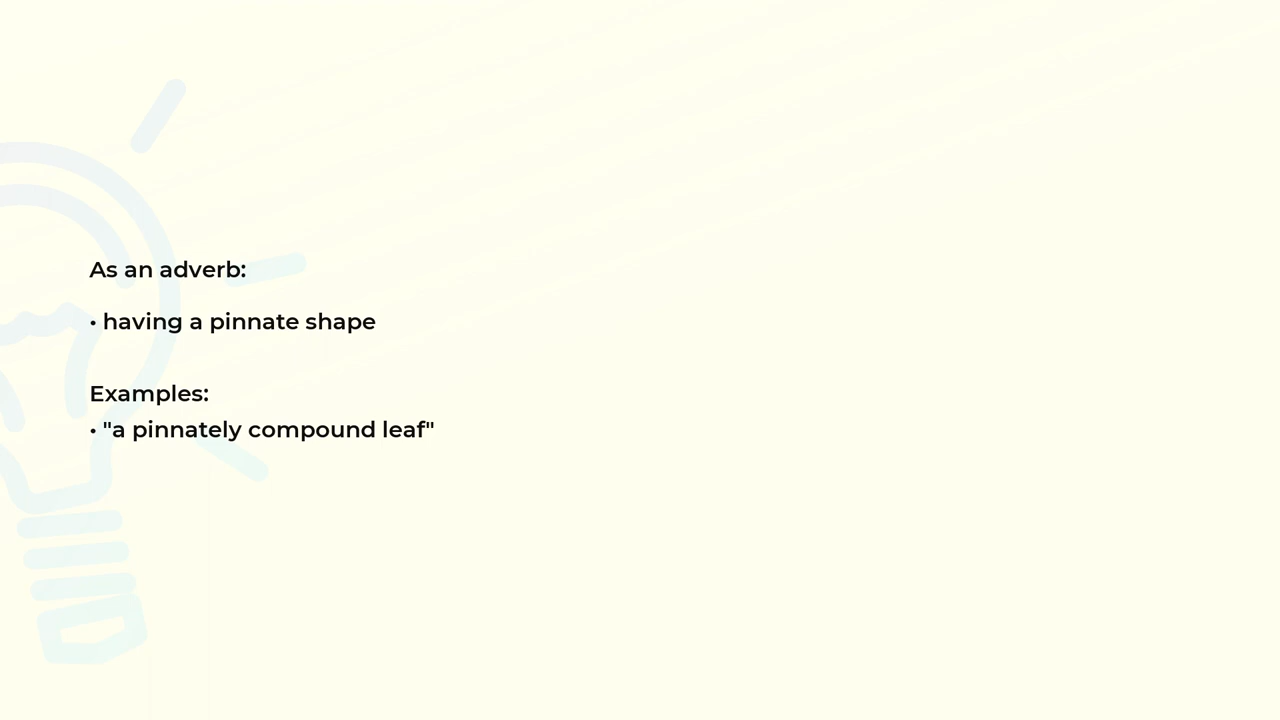 As an adverb:
• having a pinnate shape
Examples:
• "a pinnately compound leaf"